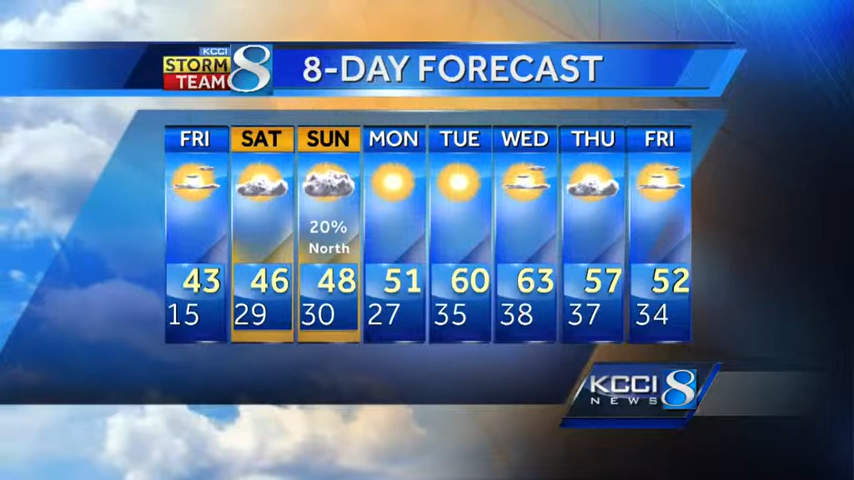 KCCI
STORM
TEAM
8
8-DAY FORECAST
FRI SAT SUN MON TUE WED THU FRI
20%
North
43 46 48 51 60 63 57 52
15 29 30 27 35 38 37 34
KCCI 8
NEWS